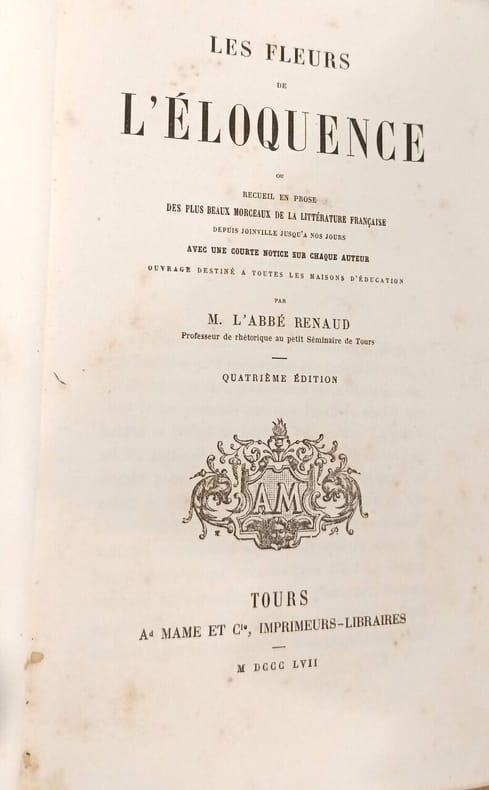 LES FLEURS
DE
L'ÉLOQUENCE
OU
RECUEIL EN PROSE
DES PLUS BEAUX MORCEAUX DE LA LITTÉRATURE FRANÇAISE
DEPUIS JOINVILLE JUSQU'A NOS JOURS
AVEC UNE COURTE NOTICE SUR CHAQUE AUTEUR
OUVRAGE DESTINÉ A TOUTES LES MAISONS D'ÉDUCATION
PAR
M. L'ABBÉ RENAUD
Professeur de rhétorique au petit Séminaire de Tours
QUATRIÈME ÉDITION
AM
TOURS
Ad MAME ET Cie, IMPRIMEURS-LIBRAIRES
M DCCC LVII